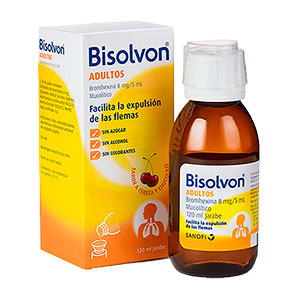 Bisolvon®
ADULTOS
Bromhexina 8 mg/5 mL
Mucolítico
Facilita la expulsión
de las flemas
SIN AZÚCAR
SIN ALCOHOL
SIN COLORANTES
120 ml Jarabe
Bisolvon®
ADULTOS
Bromhexina 8 mg/5 mL
Mucolítico
120 ml Jarabe
Facilita la expulsión
de las flemas
SANOFI